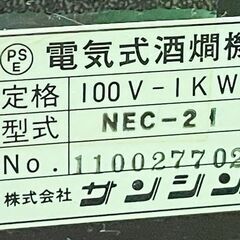 PSE 電気式酒燗機
定格 100V-1KW
型式 NEC-21
No. 110027702
株式会社サンシン